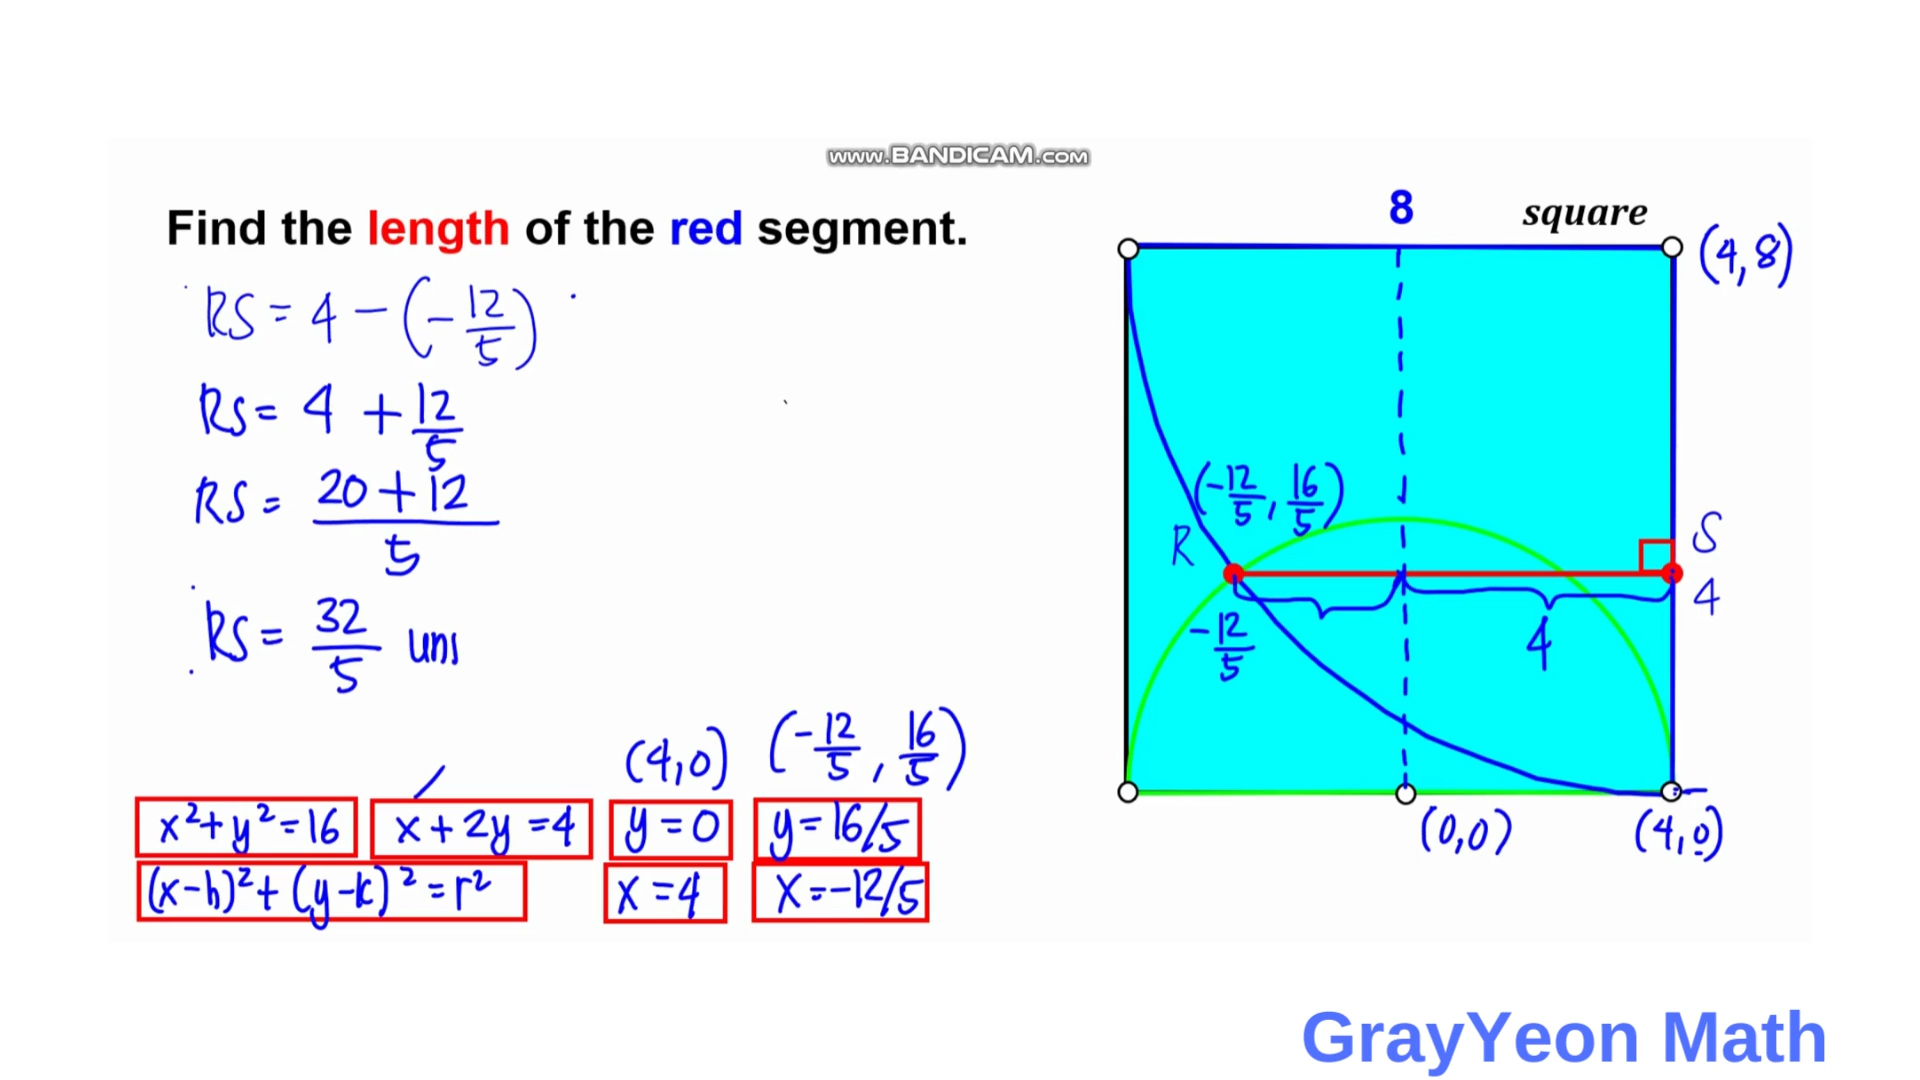 www.BANDICAM.com
Find the length of the red segment.
RS = 4 − (−12/5)
RS = 4 + 12/5
RS = (20 + 12)/5
RS = 32/5 uns
(4,0) (−12/5, 16/5)
x²+y²=16 x+2y=4 y=0 y=16/5
(x−h)²+(y−k)²=r² x=4 x=−12/5
8 square
(4,8)
(−12/5, 16/5)
R S
4
−12/5 4
(0,0) (4,0)
GrayYeon Math